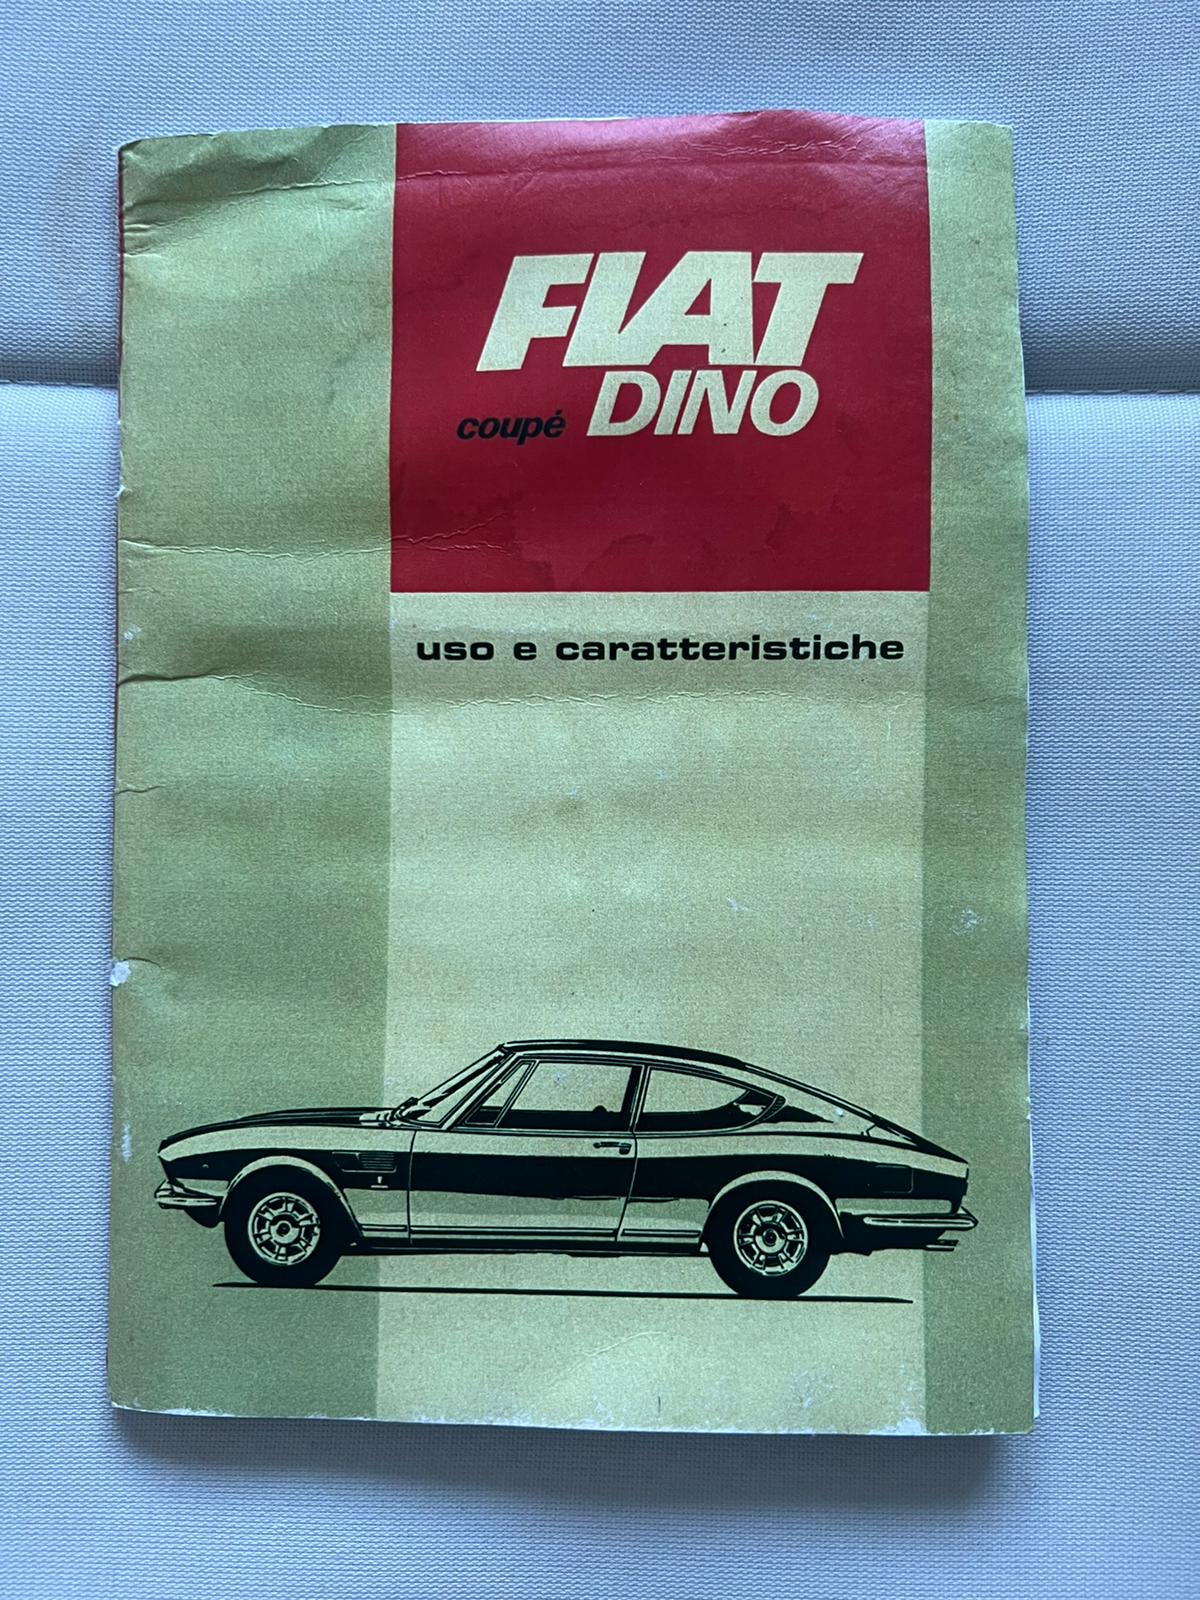 FIAT
coupé DINO
uso e caratteristiche